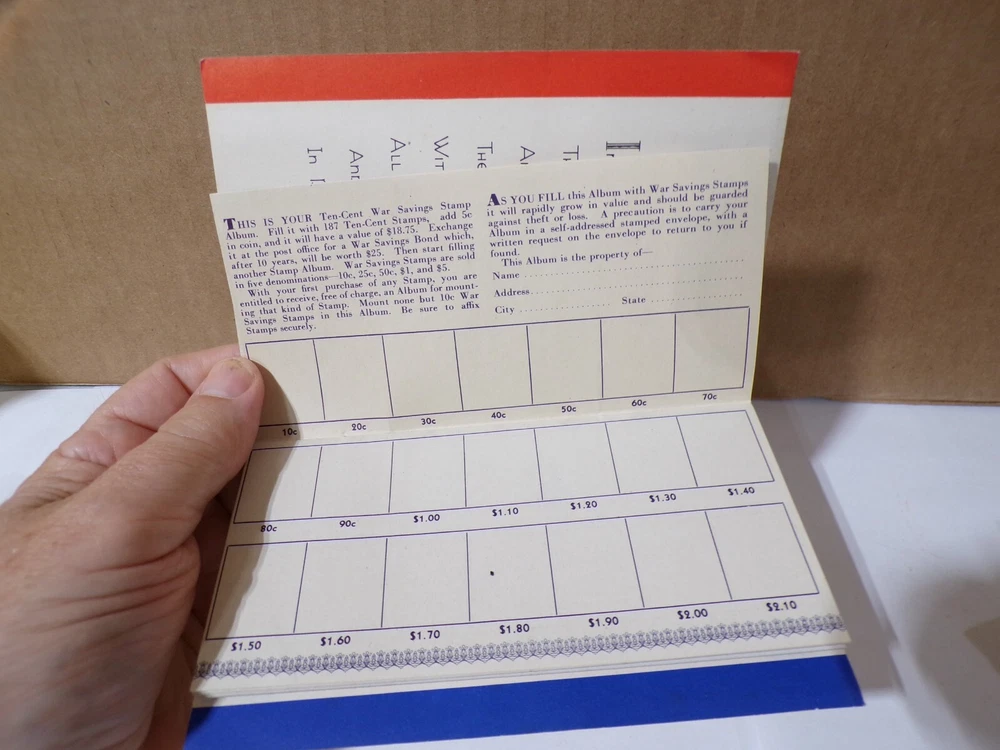 In
And
All
Wit
The
THIS IS YOUR Ten-Cent War Savings Stamp
Album. Fill it with 187 Ten-Cent Stamps, add 5c
in coin, and it will have a value of $18.75. Exchange
it at the post office for a War Savings Bond which,
after 10 years, will be worth $25. Then start filling
another Stamp Album. War Savings Stamps are sold
in five denominations—10c, 25c, 50c, $1, and $5.
With your first purchase of any Stamp, you are
entitled to receive, free of charge, an Album for mount-
ing that kind of Stamp. Mount none but 10c War
Savings Stamps in this Album. Be sure to affix
Stamps securely.
AS YOU FILL this Album with War Savings Stamps
it will rapidly grow in value and should be guarded
against theft or loss. A precaution is to carry your
Album in a self-addressed stamped envelope, with a
written request on the envelope to return to you if
found.
This Album is the property of—
Name
Address
City State
10c 20c 30c 40c 50c 60c 70c
80c 90c $1.00 $1.10 $1.20 $1.30 $1.40
$1.50 $1.60 $1.70 $1.80 $1.90 $2.00 $2.10